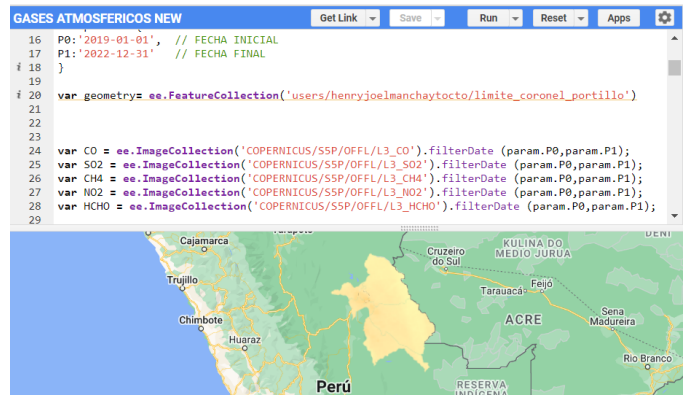 GASES ATMOSFERICOS NEW
Get Link
Save
Run
Reset
Apps
16 P0:'2019-01-01', // FECHA INICIAL
17 P1:'2022-12-31' // FECHA FINAL
i 18 }
19
i 20 var geometry= ee.FeatureCollection('users/henryjoelmanchaytocto/limite_coronel_portillo')
21
22
23
24 var CO = ee.ImageCollection('COPERNICUS/S5P/OFFL/L3_CO').filterDate (param.P0,param.P1);
25 var SO2 = ee.ImageCollection('COPERNICUS/S5P/OFFL/L3_SO2').filterDate (param.P0,param.P1);
26 var CH4 = ee.ImageCollection('COPERNICUS/S5P/OFFL/L3_CH4').filterDate (param.P0,param.P1);
27 var NO2 = ee.ImageCollection('COPERNICUS/S5P/OFFL/L3_NO2').filterDate (param.P0,param.P1);
28 var HCHO = ee.ImageCollection('COPERNICUS/S5P/OFFL/L3_HCHO').filterDate (param.P0,param.P1);
29
Cajamarca
Cruzeiro
do Sul
KULINA DO
MEDIO JURUA
Trujillo
Tarauacá
Feijó
Chimbote
ACRE
Sena
Madureira
Huaraz
Rio Branco
Perú
RESERVA
INDÍGENA